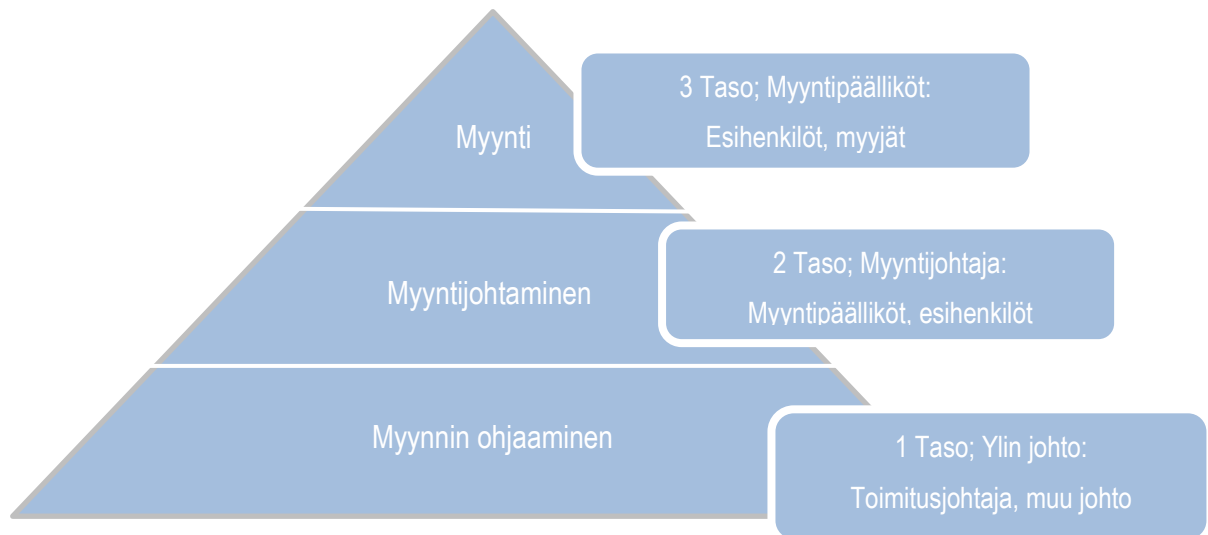 3 Taso; Myyntipäälliköt:
Esihenkilöt, myyjät
Myynti
2 Taso; Myyntijohtaja:
Myyntipäälliköt, esihenkilöt
Myyntijohtaminen
Myynnin ohjaaminen
1 Taso; Ylin johto:
Toimitusjohtaja, muu johto